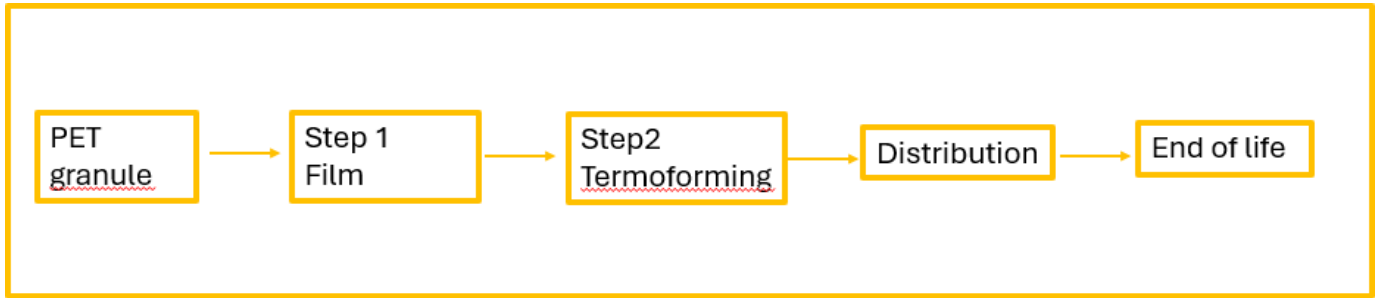 PET
granule
Step 1
Film
Step2
Termoforming
Distribution
End of life